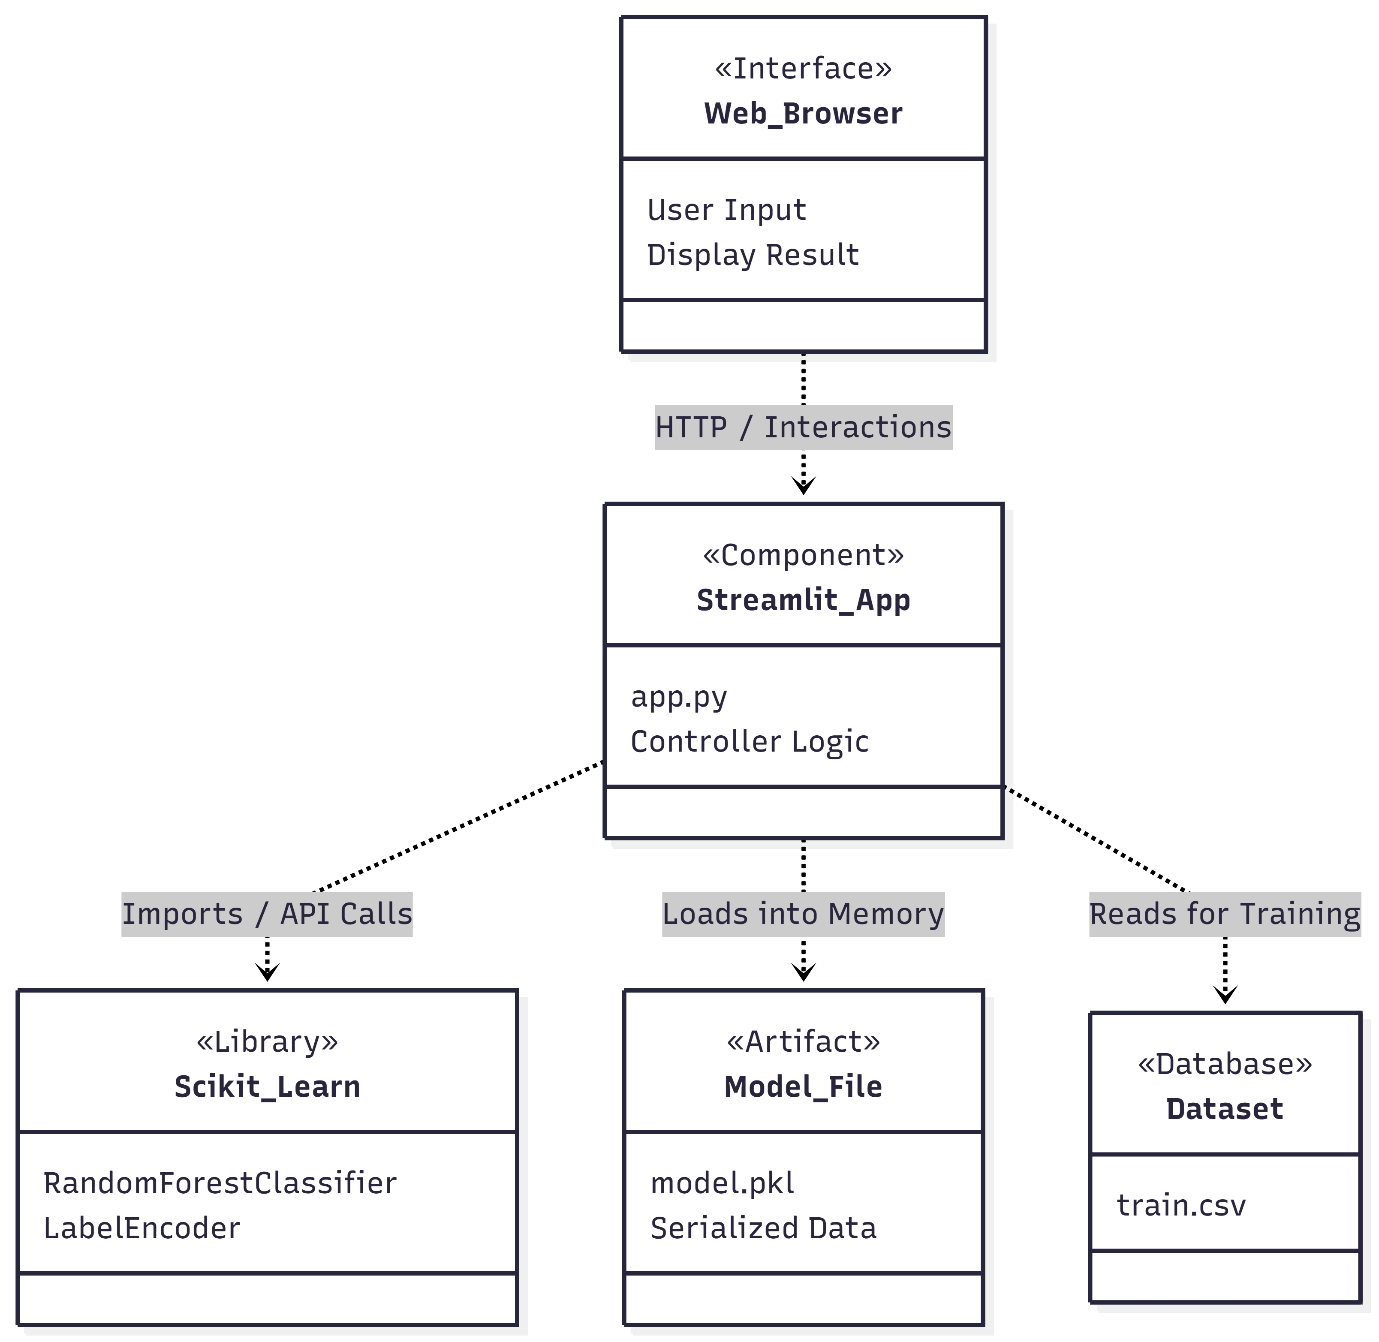 «Interface»
Web_Browser
User Input
Display Result
HTTP / Interactions
«Component»
Streamlit_App
app.py
Controller Logic
Imports / API Calls
Loads into Memory
Reads for Training
«Library»
Scikit_Learn
RandomForestClassifier
LabelEncoder
«Artifact»
Model_File
model.pkl
Serialized Data
«Database»
Dataset
train.csv